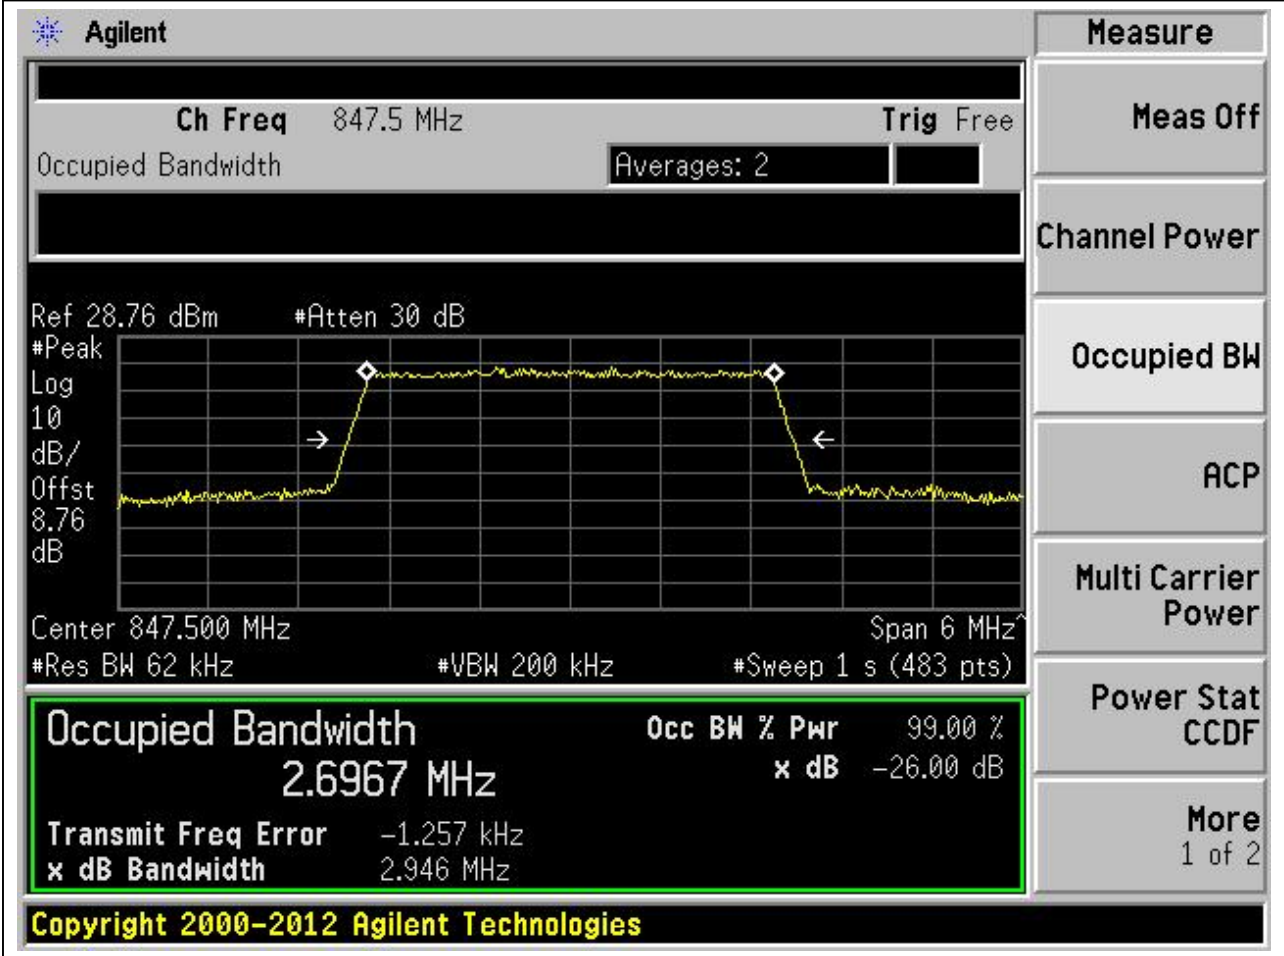 Agilent
Measure
Ch Freq 847.5 MHz Trig Free
Occupied Bandwidth Averages: 2
Meas Off
Channel Power
Occupied BW
ACP
Multi Carrier
Power
Power Stat
CCDF
More
1 of 2
Ref 28.76 dBm #Atten 30 dB
#Peak
Log
10
dB/
Offst
8.76
dB
Center 847.500 MHz Span 6 MHz^
#Res BW 62 kHz #VBW 200 kHz #Sweep 1 s (483 pts)
Occupied Bandwidth Occ BW % Pwr 99.00 %
2.6967 MHz x dB -26.00 dB
Transmit Freq Error -1.257 kHz
x dB Bandwidth 2.946 MHz
Copyright 2000-2012 Agilent Technologies